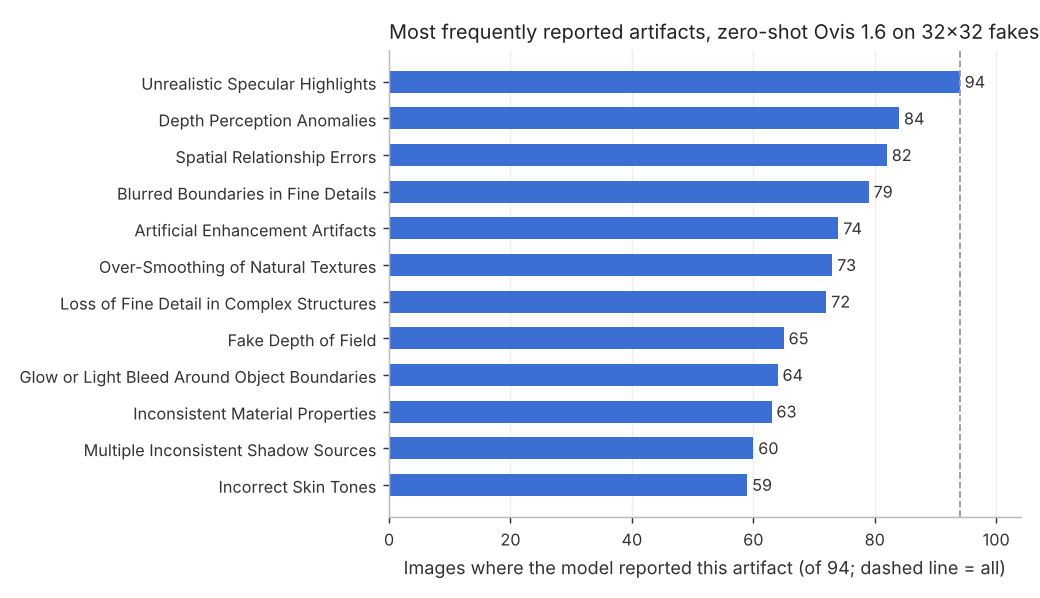 Most frequently reported artifacts, zero-shot Ovis 1.6 on 32×32 fakes
Unrealistic Specular Highlights 94
Depth Perception Anomalies 84
Spatial Relationship Errors 82
Blurred Boundaries in Fine Details 79
Artificial Enhancement Artifacts 74
Over-Smoothing of Natural Textures 73
Loss of Fine Detail in Complex Structures 72
Fake Depth of Field 65
Glow or Light Bleed Around Object Boundaries 64
Inconsistent Material Properties 63
Multiple Inconsistent Shadow Sources 60
Incorrect Skin Tones 59
0 20 40 60 80 100
Images where the model reported this artifact (of 94; dashed line = all)